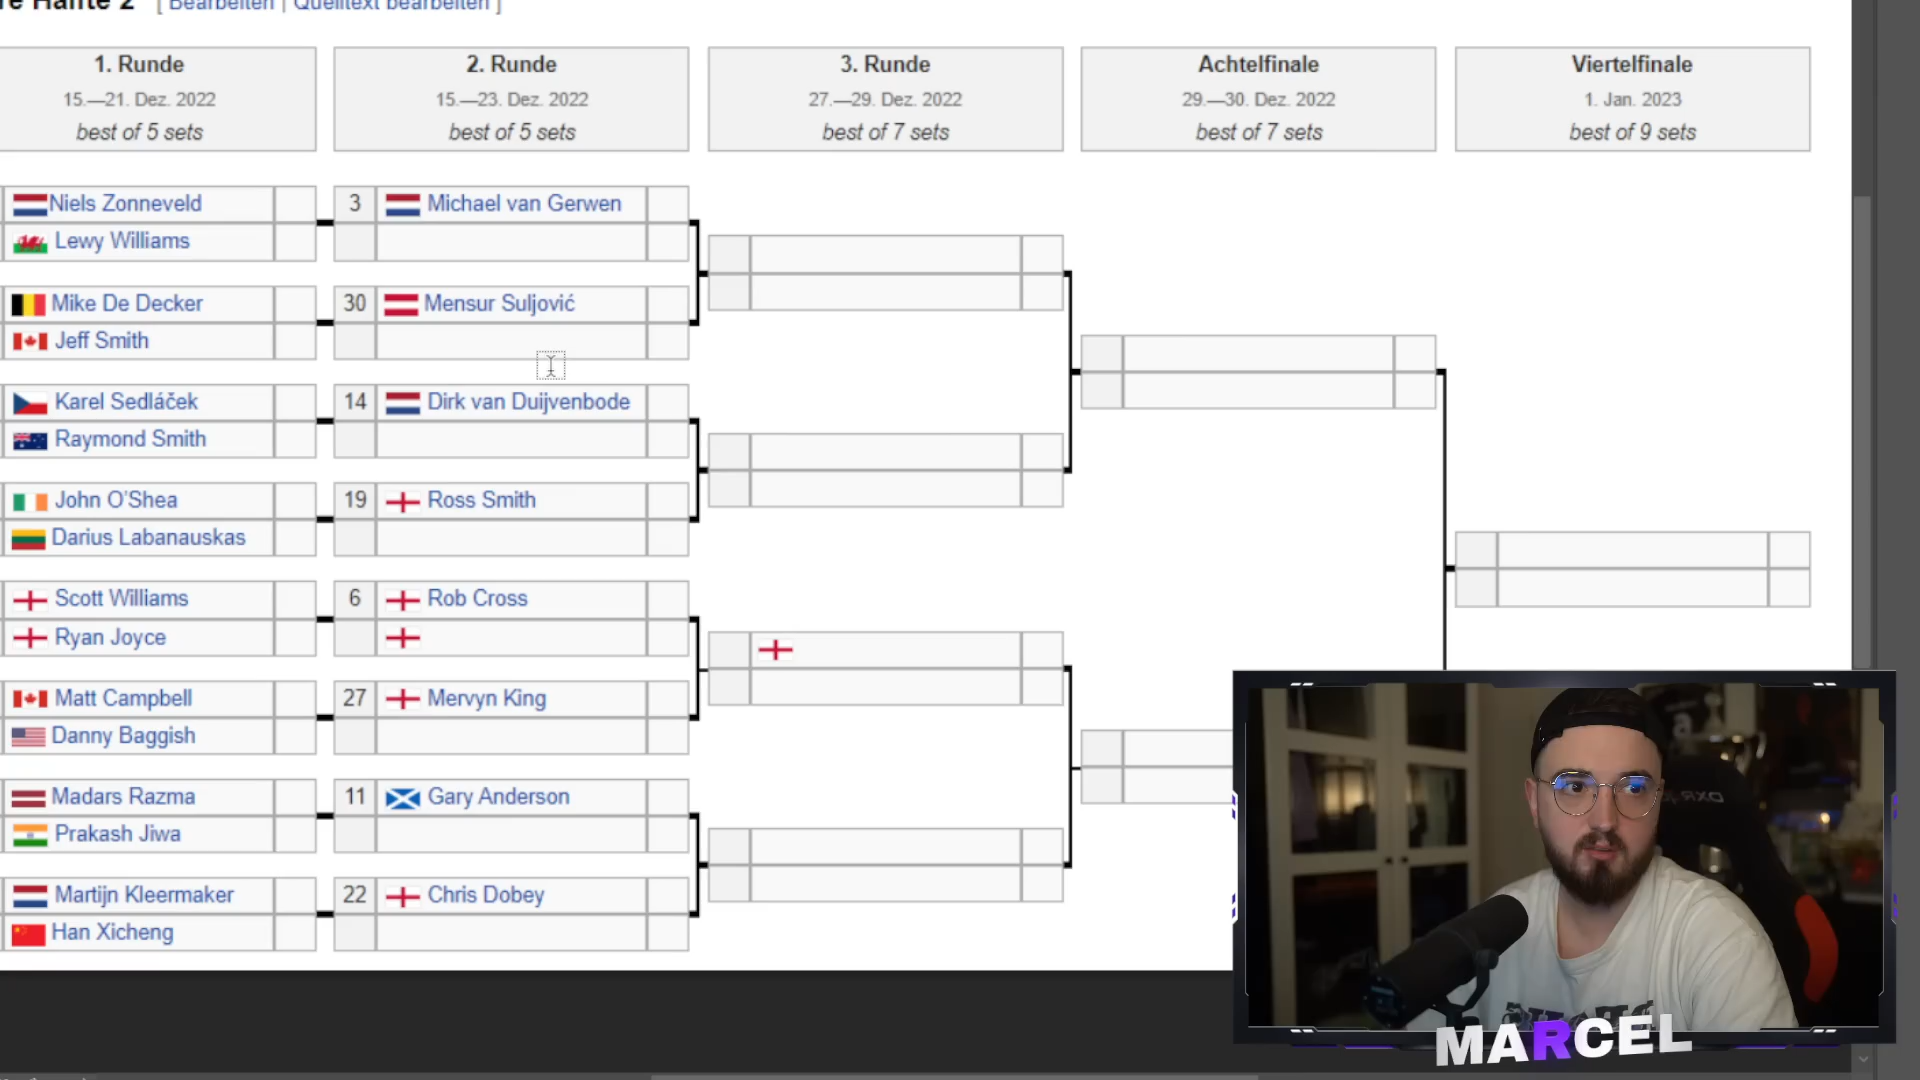 re Hälfte 2 [ Bearbeiten | Quelltext bearbeiten ]
1. Runde
15.—21. Dez. 2022
best of 5 sets
2. Runde
15.—23. Dez. 2022
best of 5 sets
3. Runde
27.—29. Dez. 2022
best of 7 sets
Achtelfinale
29.—30. Dez. 2022
best of 7 sets
Viertelfinale
1. Jan. 2023
best of 9 sets
Niels Zonneveld
Lewy Williams
3 Michael van Gerwen
Mike De Decker
Jeff Smith
30 Mensur Suljović
Karel Sedláček
Raymond Smith
14 Dirk van Duijvenbode
John O'Shea
Darius Labanauskas
19 Ross Smith
Scott Williams
Ryan Joyce
6 Rob Cross
Matt Campbell
Danny Baggish
27 Mervyn King
Madars Razma
Prakash Jiwa
11 Gary Anderson
Martijn Kleermaker
Han Xicheng
22 Chris Dobey
MARCEL